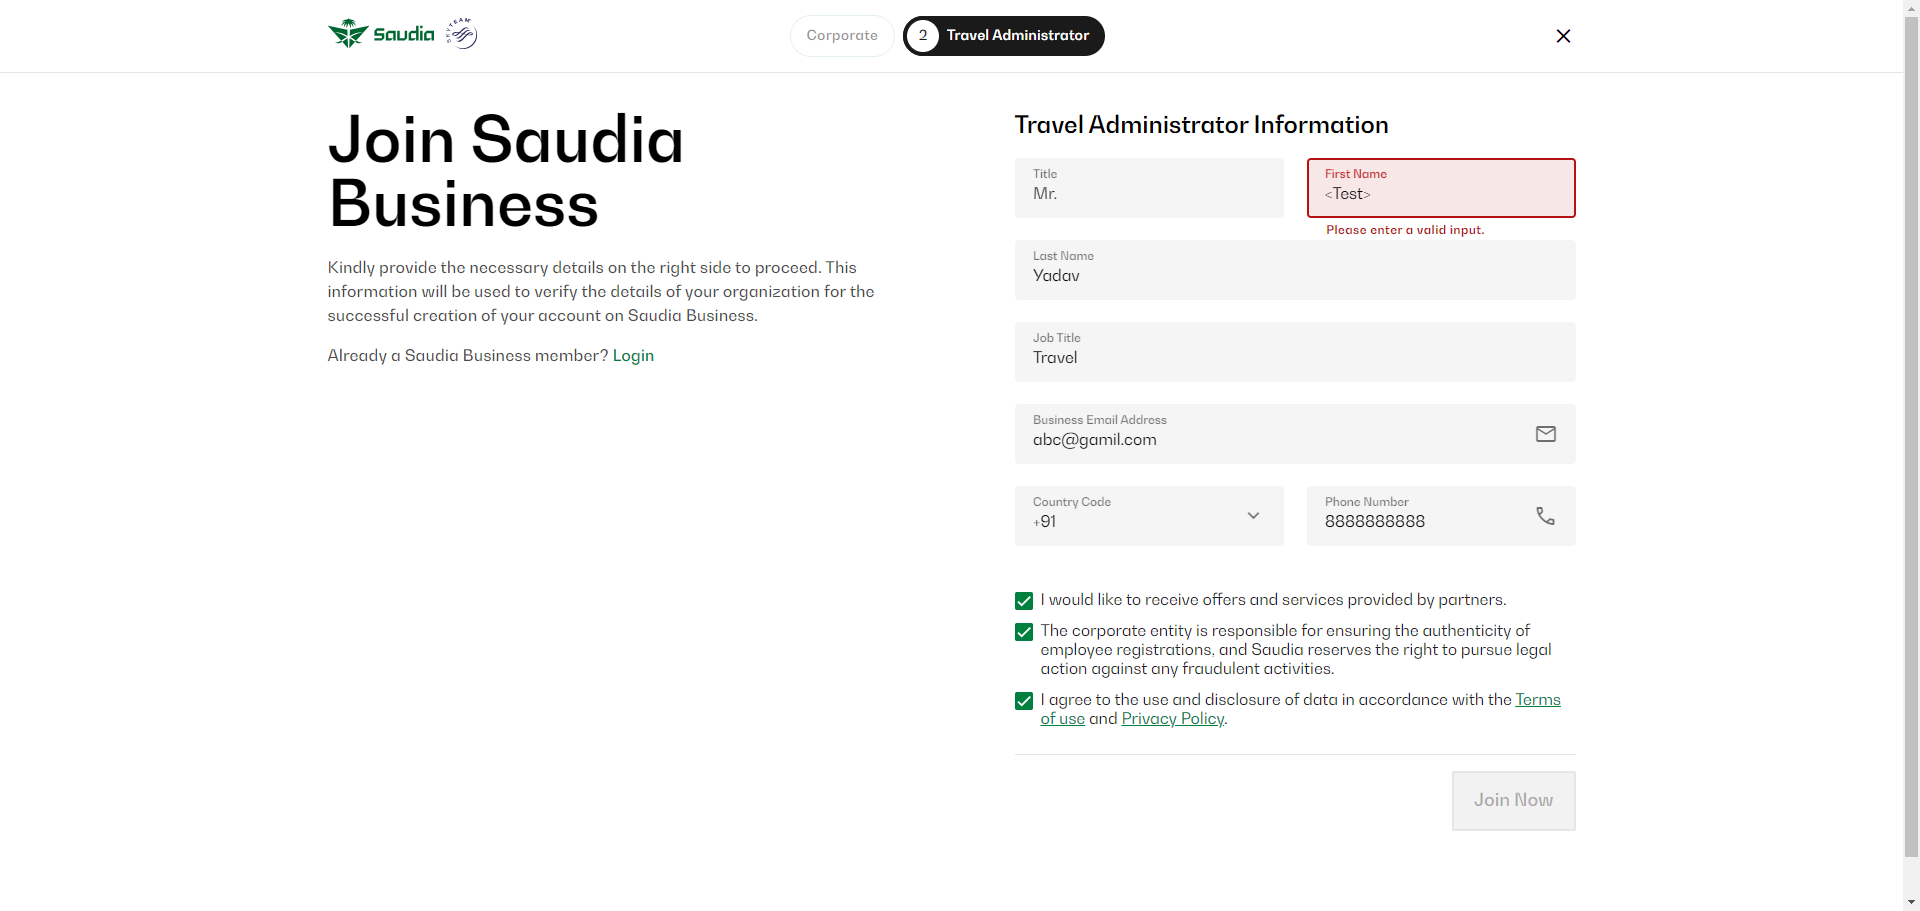 Saudia
SKYTEAM
Corporate
2
Travel Administrator
Join Saudia
Business
Kindly provide the necessary details on the right side to proceed. This
information will be used to verify the details of your organization for the
successful creation of your account on Saudia Business.
Already a Saudia Business member? Login
Travel Administrator Information
Title
Mr.
First Name
<Test>
Please enter a valid input.
Last Name
Yadav
Job Title
Travel
Business Email Address
abc@gamil.com
Country Code
+91
Phone Number
8888888888
I would like to receive offers and services provided by partners.
The corporate entity is responsible for ensuring the authenticity of
employee registrations, and Saudia reserves the right to pursue legal
action against any fraudulent activities.
I agree to the use and disclosure of data in accordance with the Terms
of use and Privacy Policy.
Join Now